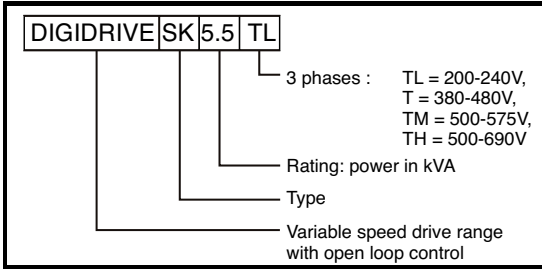 DIGIDRIVE SK 5.5 TL
3 phases : TL = 200-240V,
T = 380-480V,
TM = 500-575V,
TH = 500-690V
Rating: power in kVA
Type
Variable speed drive range
with open loop control